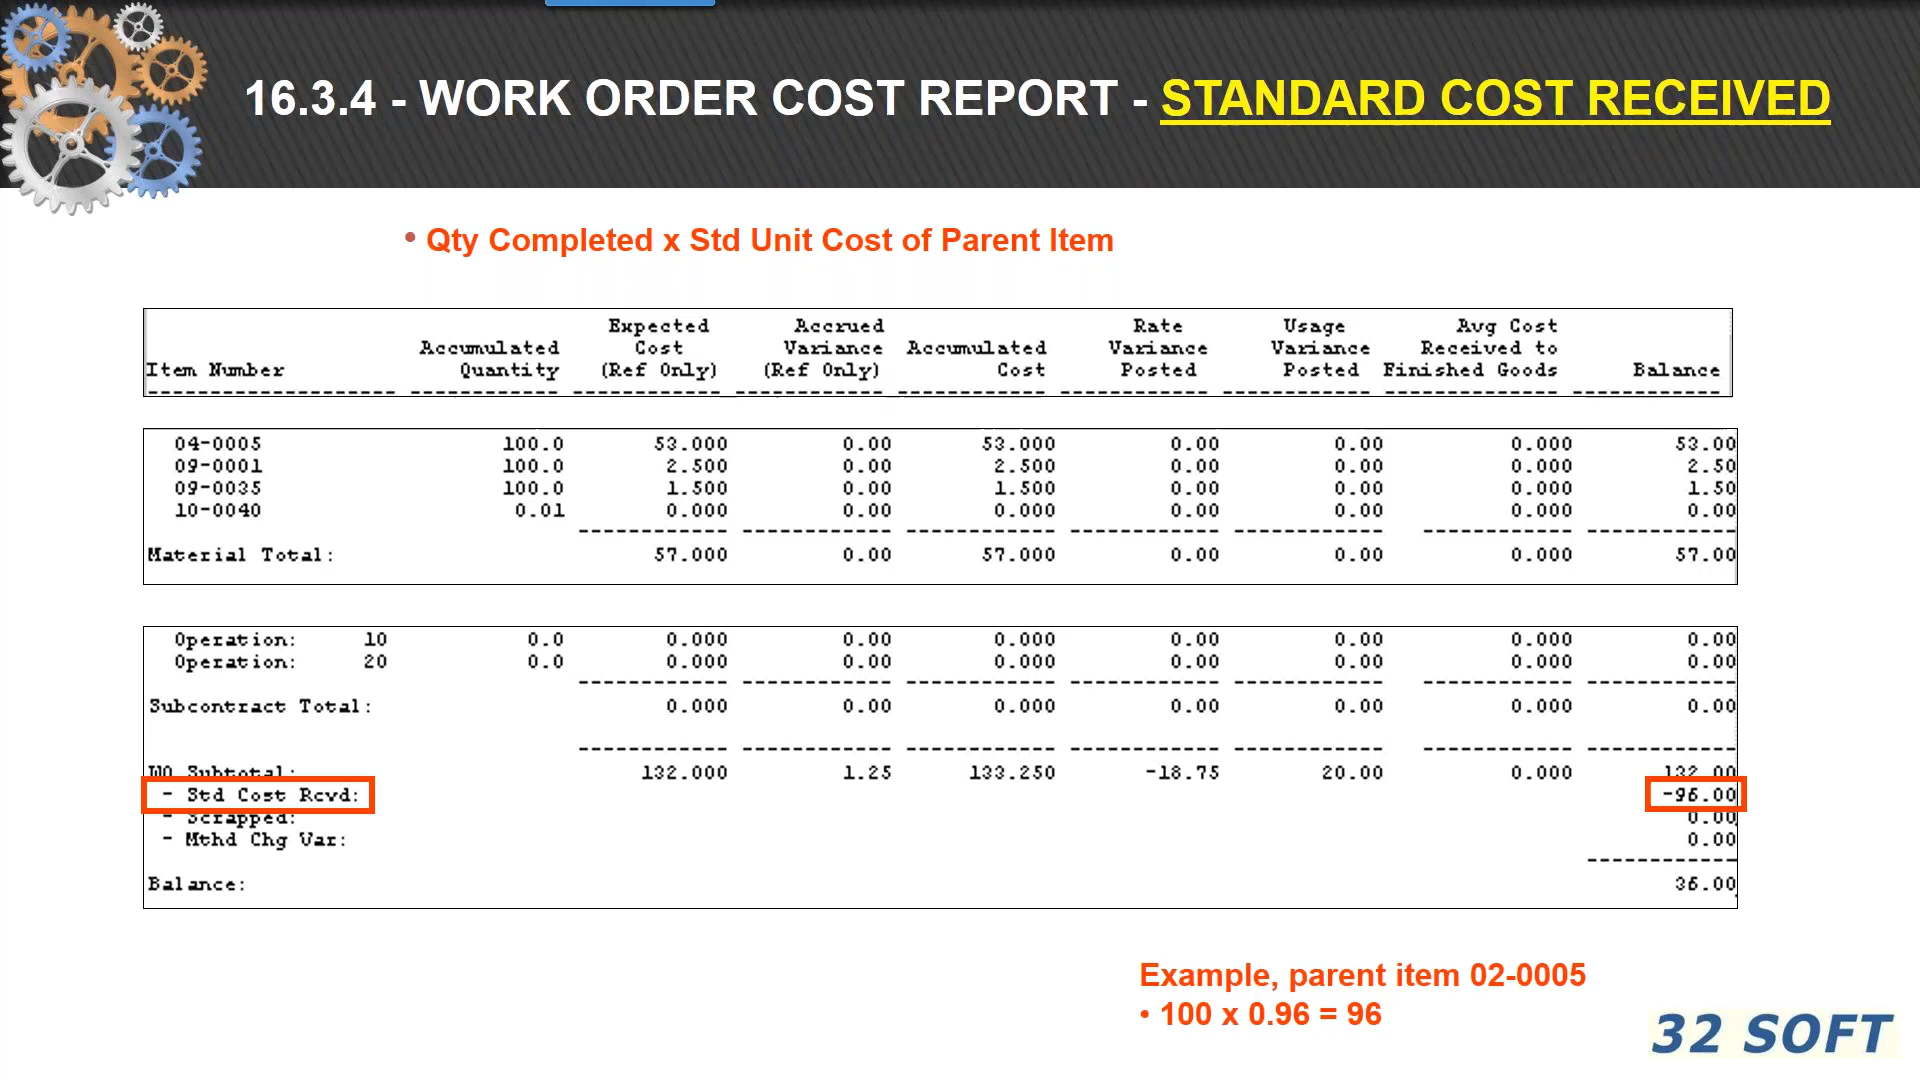 16.3.4 - WORK ORDER COST REPORT - STANDARD COST RECEIVED
• Qty Completed x Std Unit Cost of Parent Item
Expected Accrued Rate Usage Avg Cost
Accumulated Cost Variance Accumulated Variance Variance Received to
Item Number Quantity (Ref Only) (Ref Only) Cost Posted Posted Finished Goods Balance
04-0005 100.0 53.000 0.00 53.000 0.00 0.00 0.000 53.00
09-0001 100.0 2.500 0.00 2.500 0.00 0.00 0.000 2.50
09-0035 100.0 1.500 0.00 1.500 0.00 0.00 0.000 1.50
10-0040 0.01 0.000 0.00 0.000 0.00 0.00 0.000 0.00
Material Total: 57.000 0.00 57.000 0.00 0.00 0.000 57.00
Operation: 10 0.0 0.000 0.00 0.000 0.00 0.00 0.000 0.00
Operation: 20 0.0 0.000 0.00 0.000 0.00 0.00 0.000 0.00
Subcontract Total: 0.000 0.00 0.000 0.00 0.00 0.000 0.00
WO Subtotal: 132.000 1.25 133.250 -18.75 20.00 0.000 132.00
- Std Cost Rcvd: -96.00
- Scrapped: 0.00
- Mthd Chg Var: 0.00
Balance: 36.00
Example, parent item 02-0005
• 100 x 0.96 = 96
32 SOFT